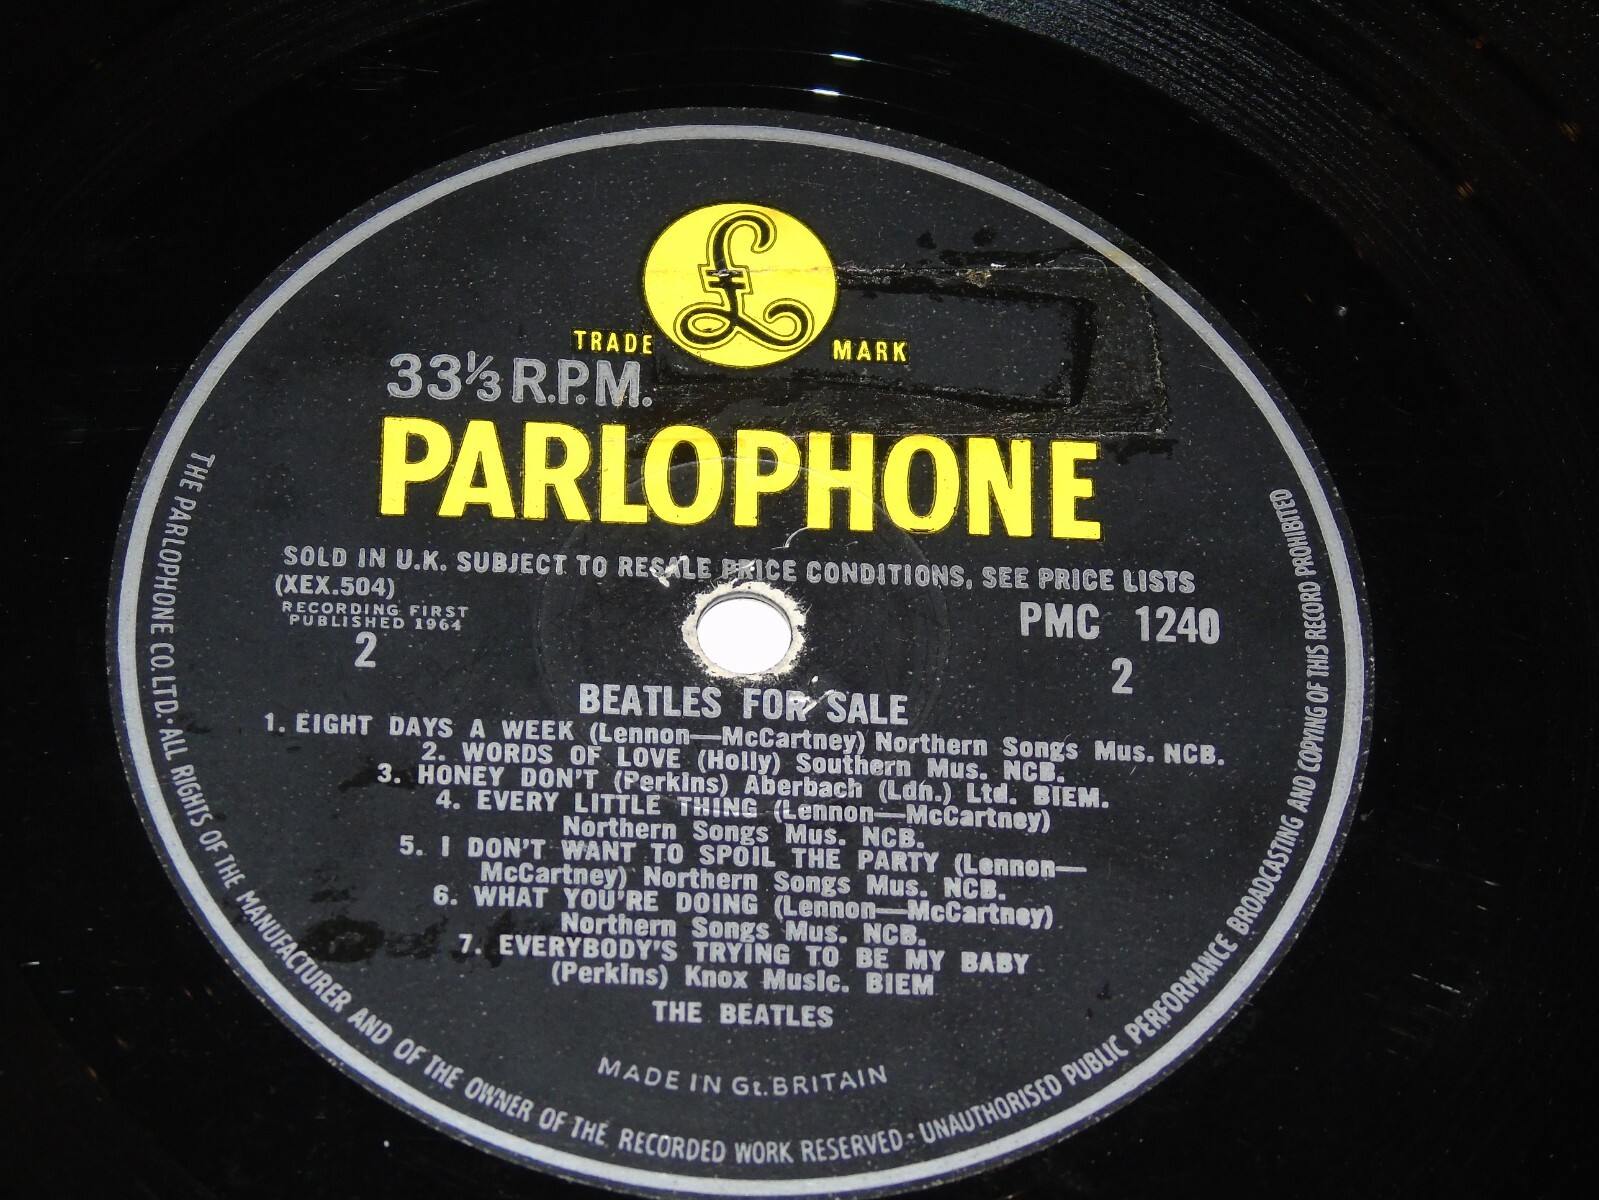 £
TRADE MARK
33⅓ R.P.M.
PARLOPHONE
SOLD IN U.K. SUBJECT TO RESALE PRICE CONDITIONS, SEE PRICE LISTS
(XEX.504)
RECORDING FIRST
PUBLISHED 1964
2
PMC 1240
2
BEATLES FOR SALE
1. EIGHT DAYS A WEEK (Lennon—McCartney) Northern Songs Mus. NCB.
2. WORDS OF LOVE (Holly) Southern Mus. NCB.
3. HONEY DON'T (Perkins) Aberbach (Ldn.) Ltd. BIEM.
4. EVERY LITTLE THING (Lennon—McCartney)
Northern Songs Mus. NCB.
5. I DON'T WANT TO SPOIL THE PARTY (Lennon—
McCartney) Northern Songs Mus. NCB.
6. WHAT YOU'RE DOING (Lennon—McCartney)
Northern Songs Mus. NCB.
7. EVERYBODY'S TRYING TO BE MY BABY
(Perkins) Knox Music. BIEM
THE BEATLES
MADE IN Gt. BRITAIN
THE PARLOPHONE CO. LTD. · ALL RIGHTS OF THE MANUFACTURER AND OF THE OWNER OF THE RECORDED WORK RESERVED · UNAUTHORISED PUBLIC PERFORMANCE BROADCASTING AND COPYING OF THIS RECORD PROHIBITED